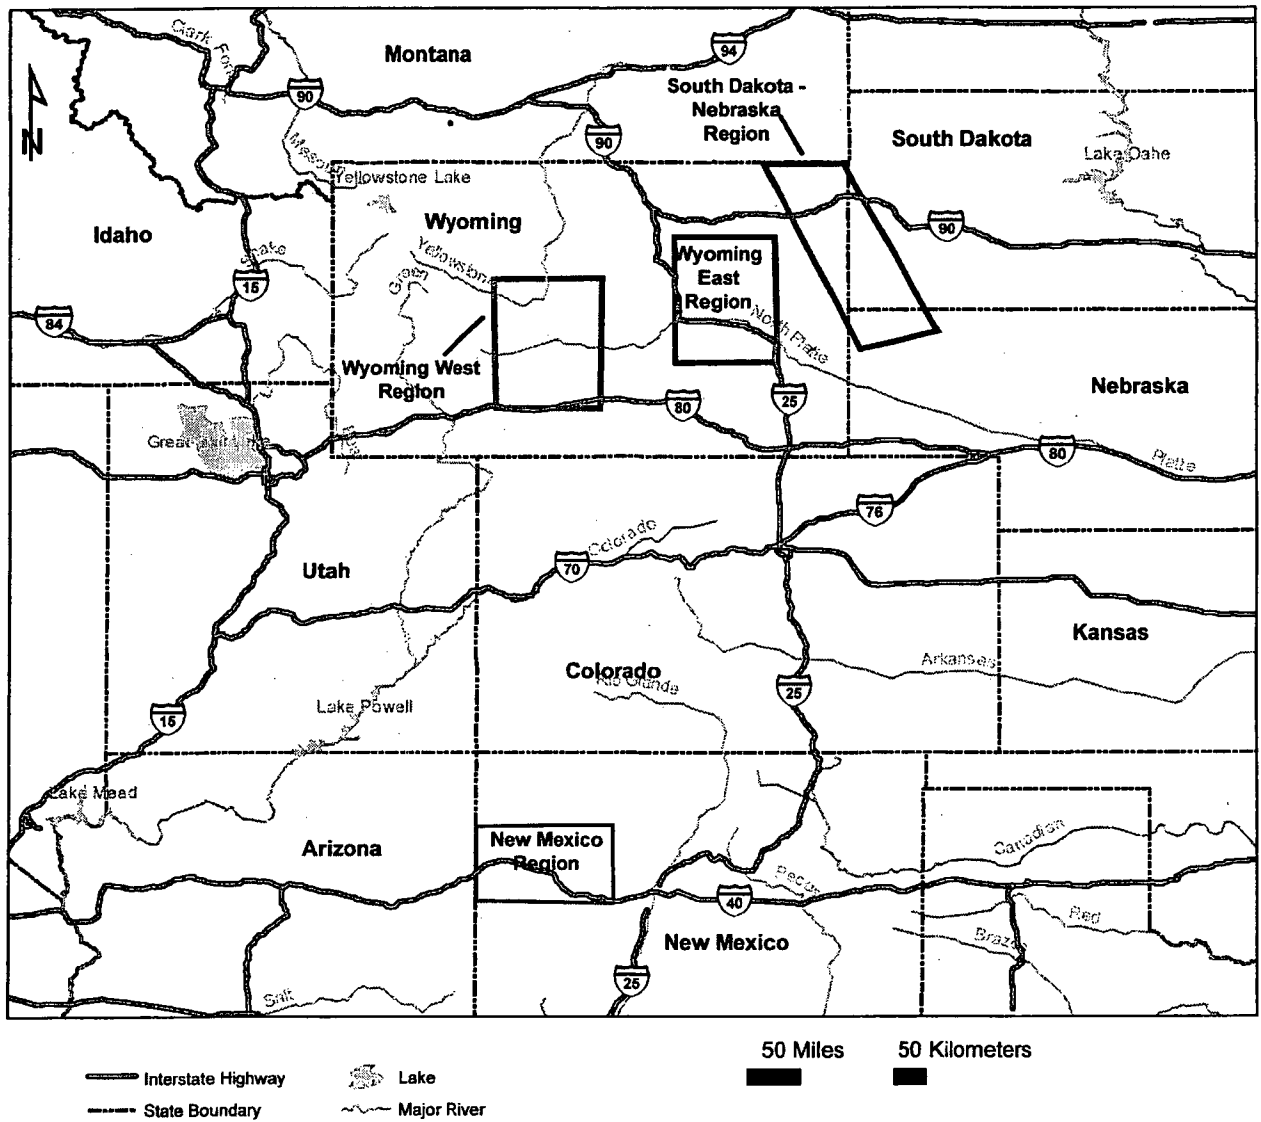 Clark Fork
Montana
94
90
South Dakota -
Nebraska
Region
90
South Dakota
Lake Oahe
Missouri
Yellowstone Lake
Idaho
Wyoming
90
Snake
15
Yellowstone
Green
Wyoming
East
Region
84
North Platte
Wyoming West
Region
Nebraska
80
25
Great Salt Lake
80
Platte
76
Utah
70
Colorado
Kansas
Arkansas
Colorado
Rio Grande
25
Lake Powell
15
Lake Mead
New Mexico
Region
Arizona
Canadian
Pecos
40
Red
New Mexico
Brazos
25
Salt
N
50 Miles
50 Kilometers
Interstate Highway
Lake
State Boundary
Major River